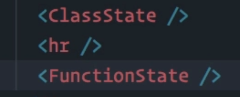 <ClassState />
<hr />
<FunctionState />